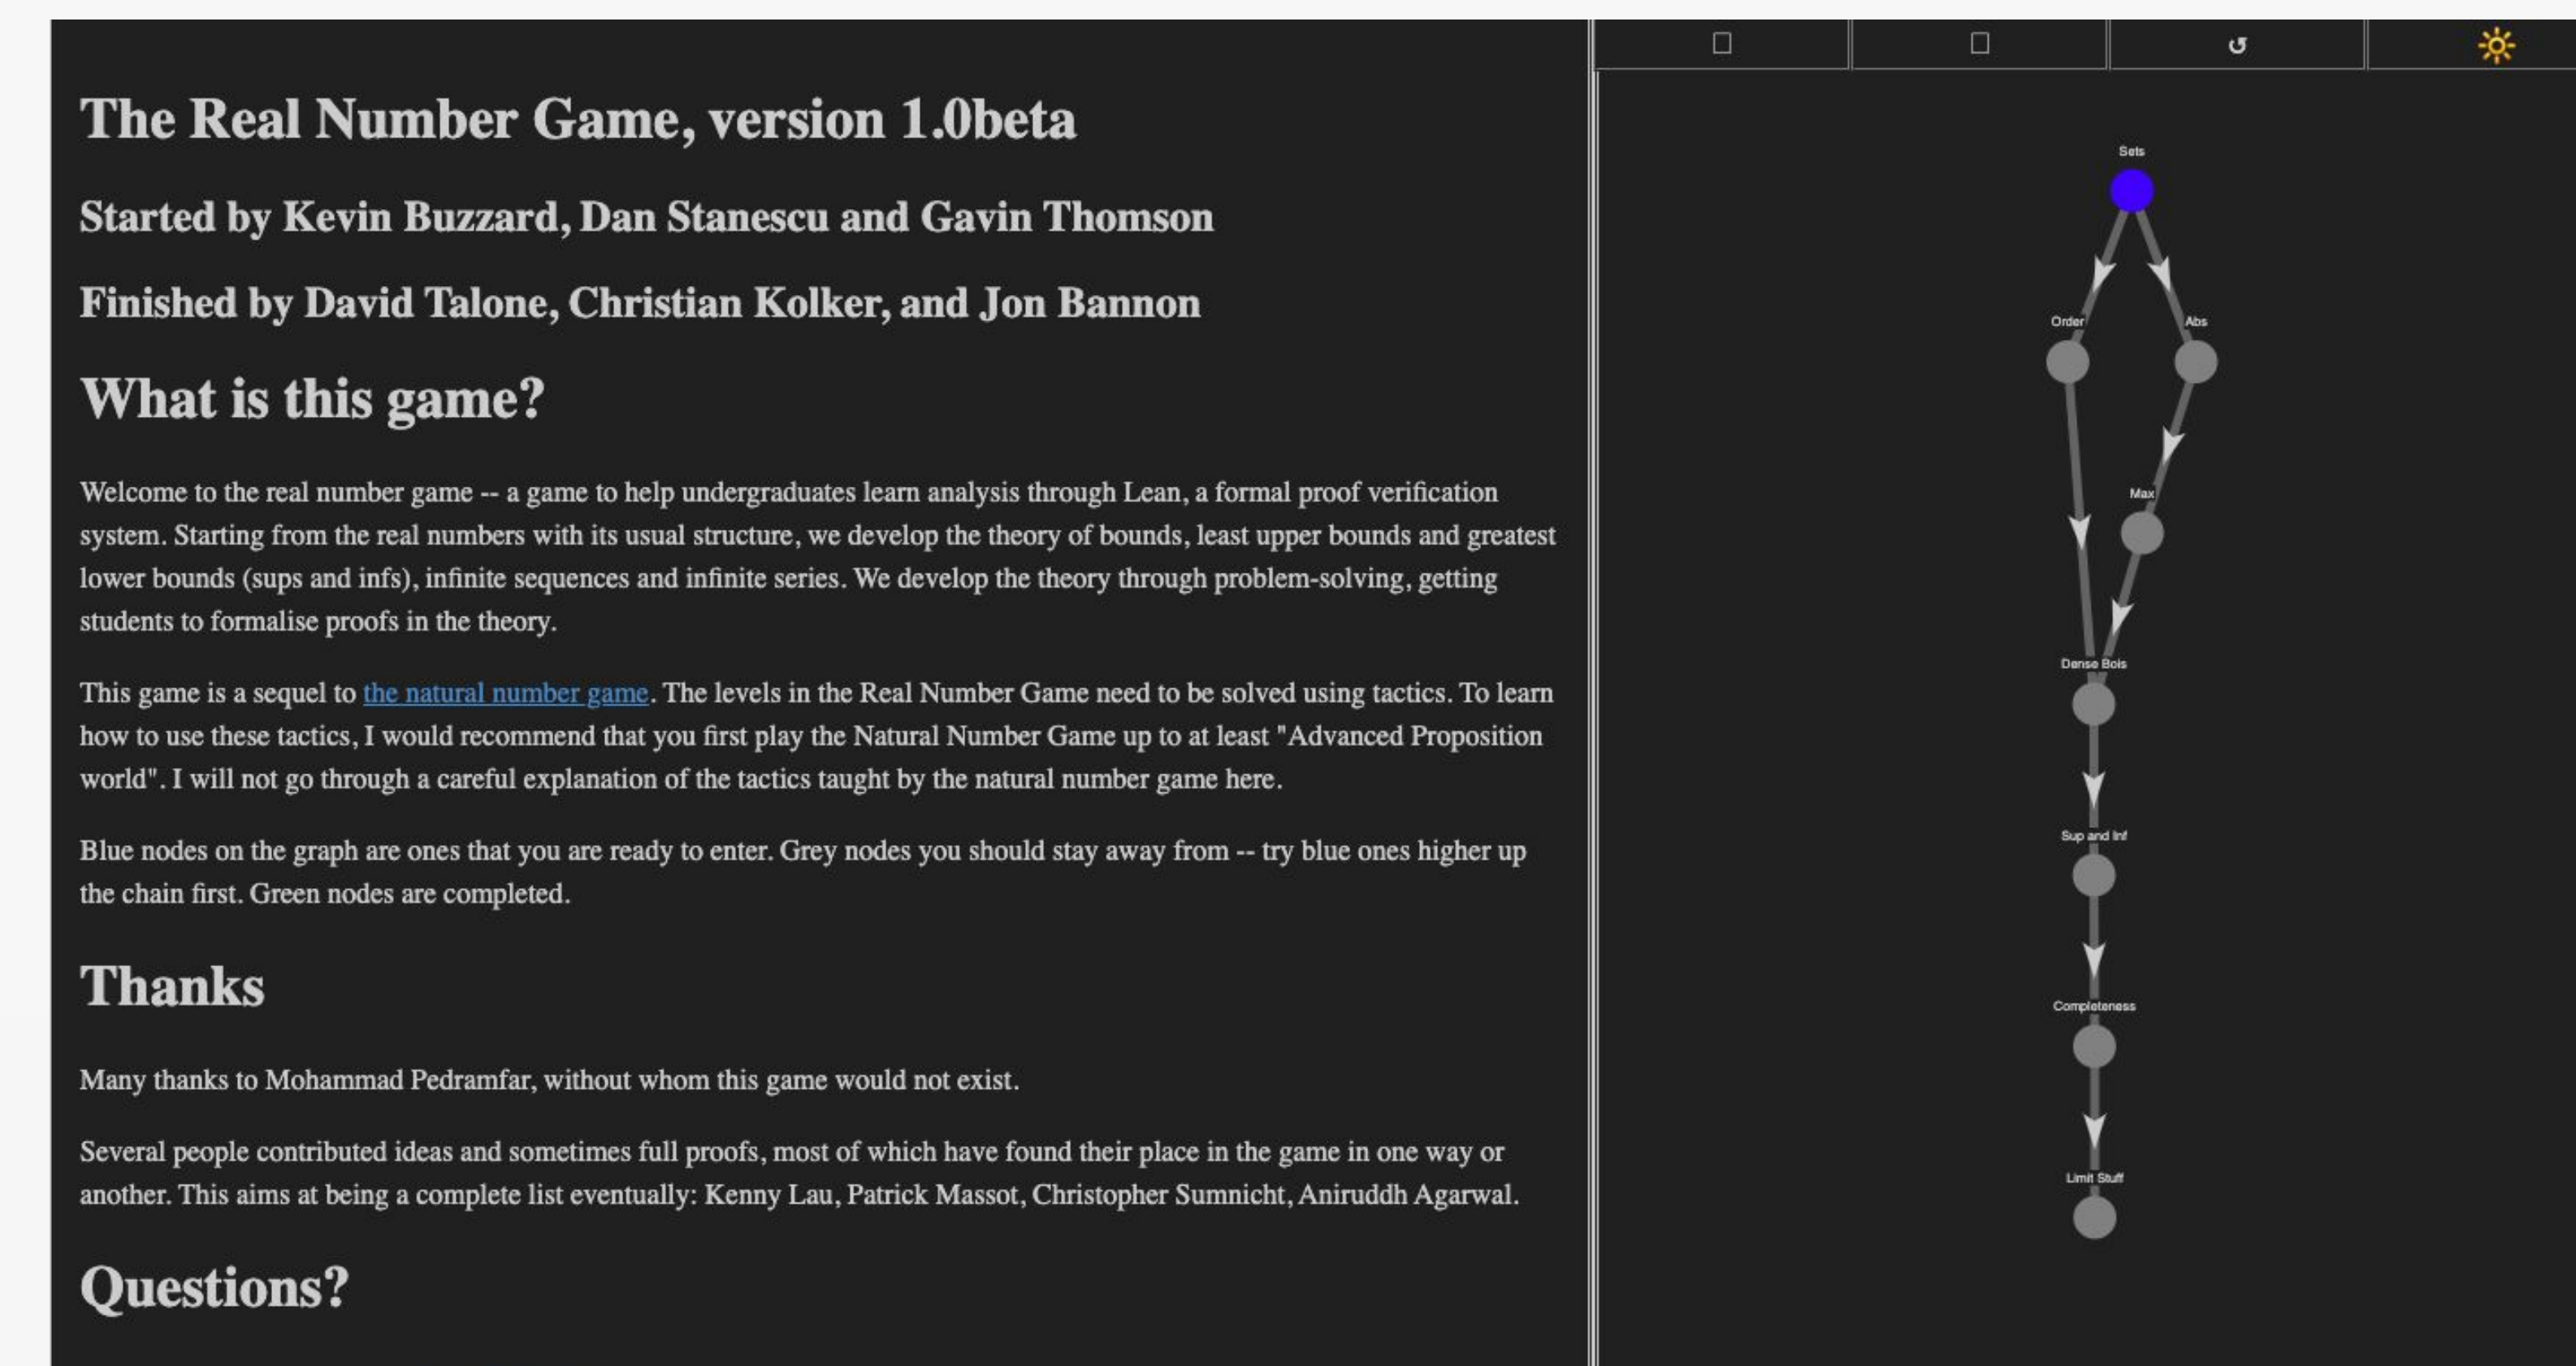 The Real Number Game, version 1.0beta
Started by Kevin Buzzard, Dan Stanescu and Gavin Thomson
Finished by David Talone, Christian Kolker, and Jon Bannon
What is this game?
Welcome to the real number game -- a game to help undergraduates learn analysis through Lean, a formal proof verification
system. Starting from the real numbers with its usual structure, we develop the theory of bounds, least upper bounds and greatest
lower bounds (sups and infs), infinite sequences and infinite series. We develop the theory through problem-solving, getting
students to formalise proofs in the theory.
This game is a sequel to the natural number game. The levels in the Real Number Game need to be solved using tactics. To learn
how to use these tactics, I would recommend that you first play the Natural Number Game up to at least "Advanced Proposition
world". I will not go through a careful explanation of the tactics taught by the natural number game here.
Blue nodes on the graph are ones that you are ready to enter. Grey nodes you should stay away from -- try blue ones higher up
the chain first. Green nodes are completed.
Thanks
Many thanks to Mohammad Pedramfar, without whom this game would not exist.
Several people contributed ideas and sometimes full proofs, most of which have found their place in the game in one way or
another. This aims at being a complete list eventually: Kenny Lau, Patrick Massot, Christopher Sumnicht, Aniruddh Agarwal.
Questions?
Sets
Order
Abs
Max
Dense Bois
Sup and Inf
Completeness
Limit Stuff